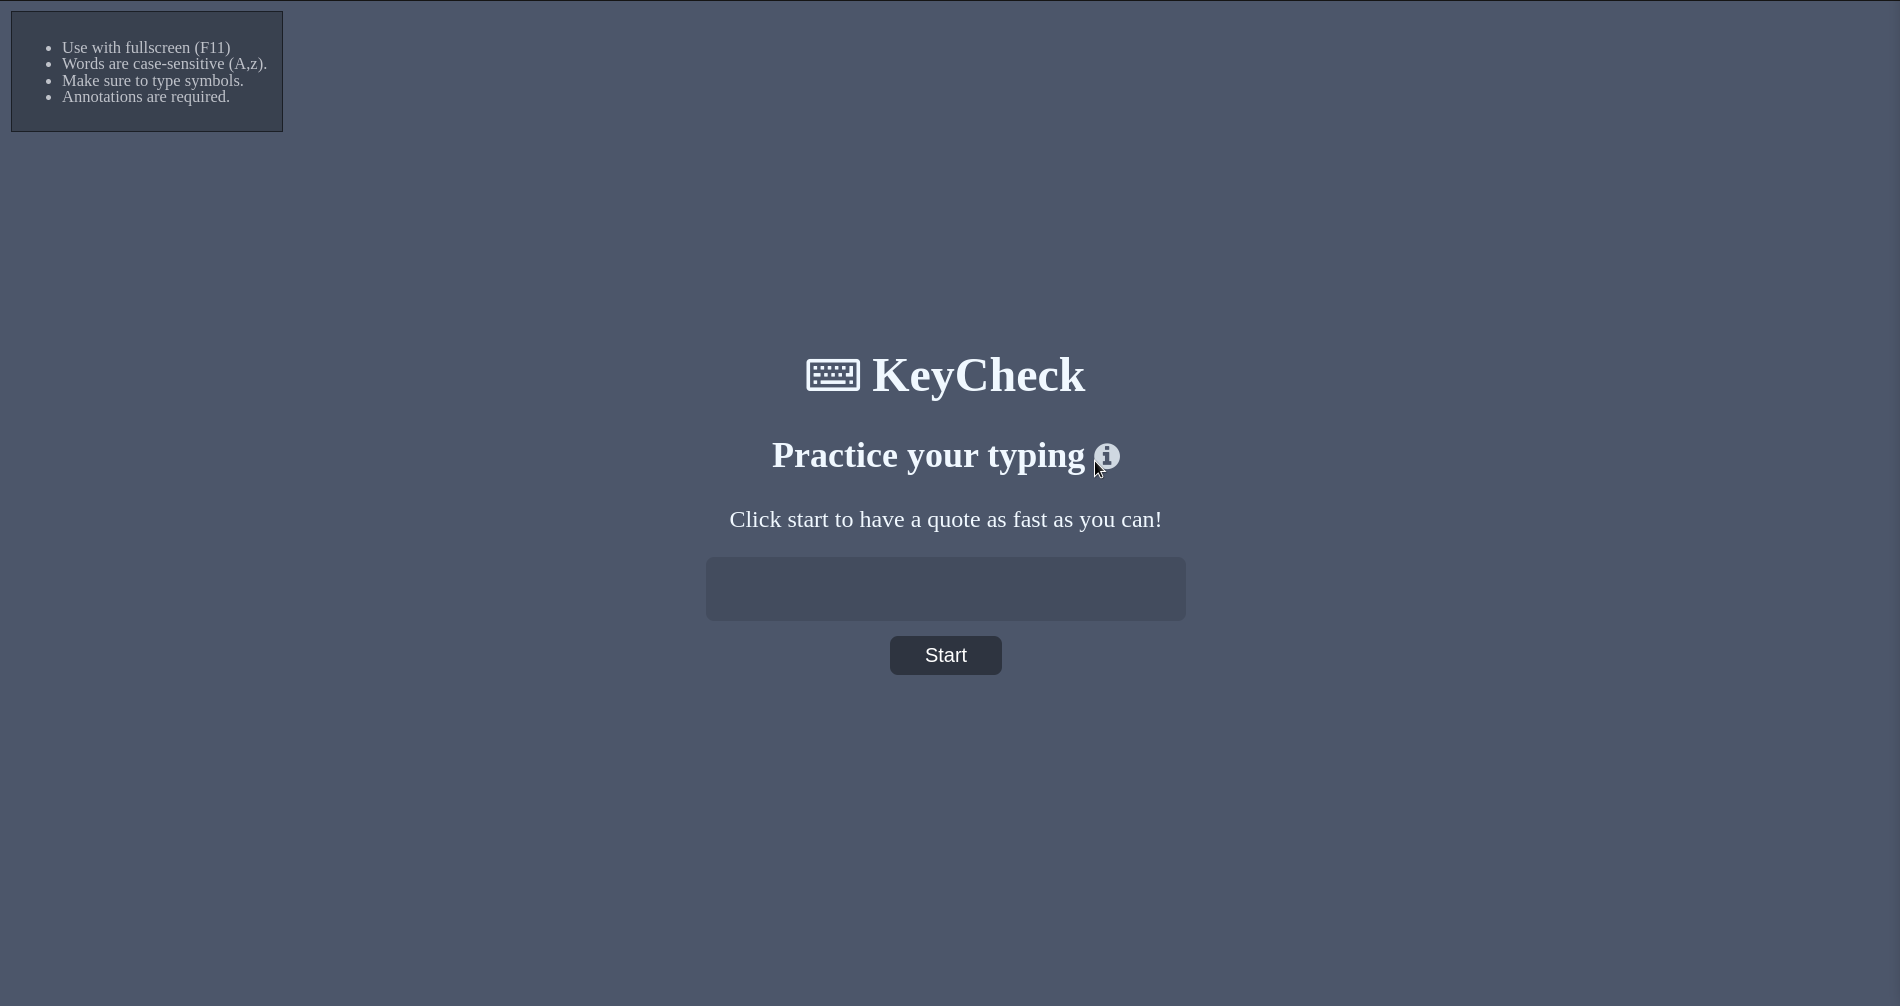 Use with fullscreen (F11)
Words are case-sensitive (A,z).
Make sure to type symbols.
Annotations are required.
KeyCheck
Practice your typing
Click start to have a quote as fast as you can!
Start